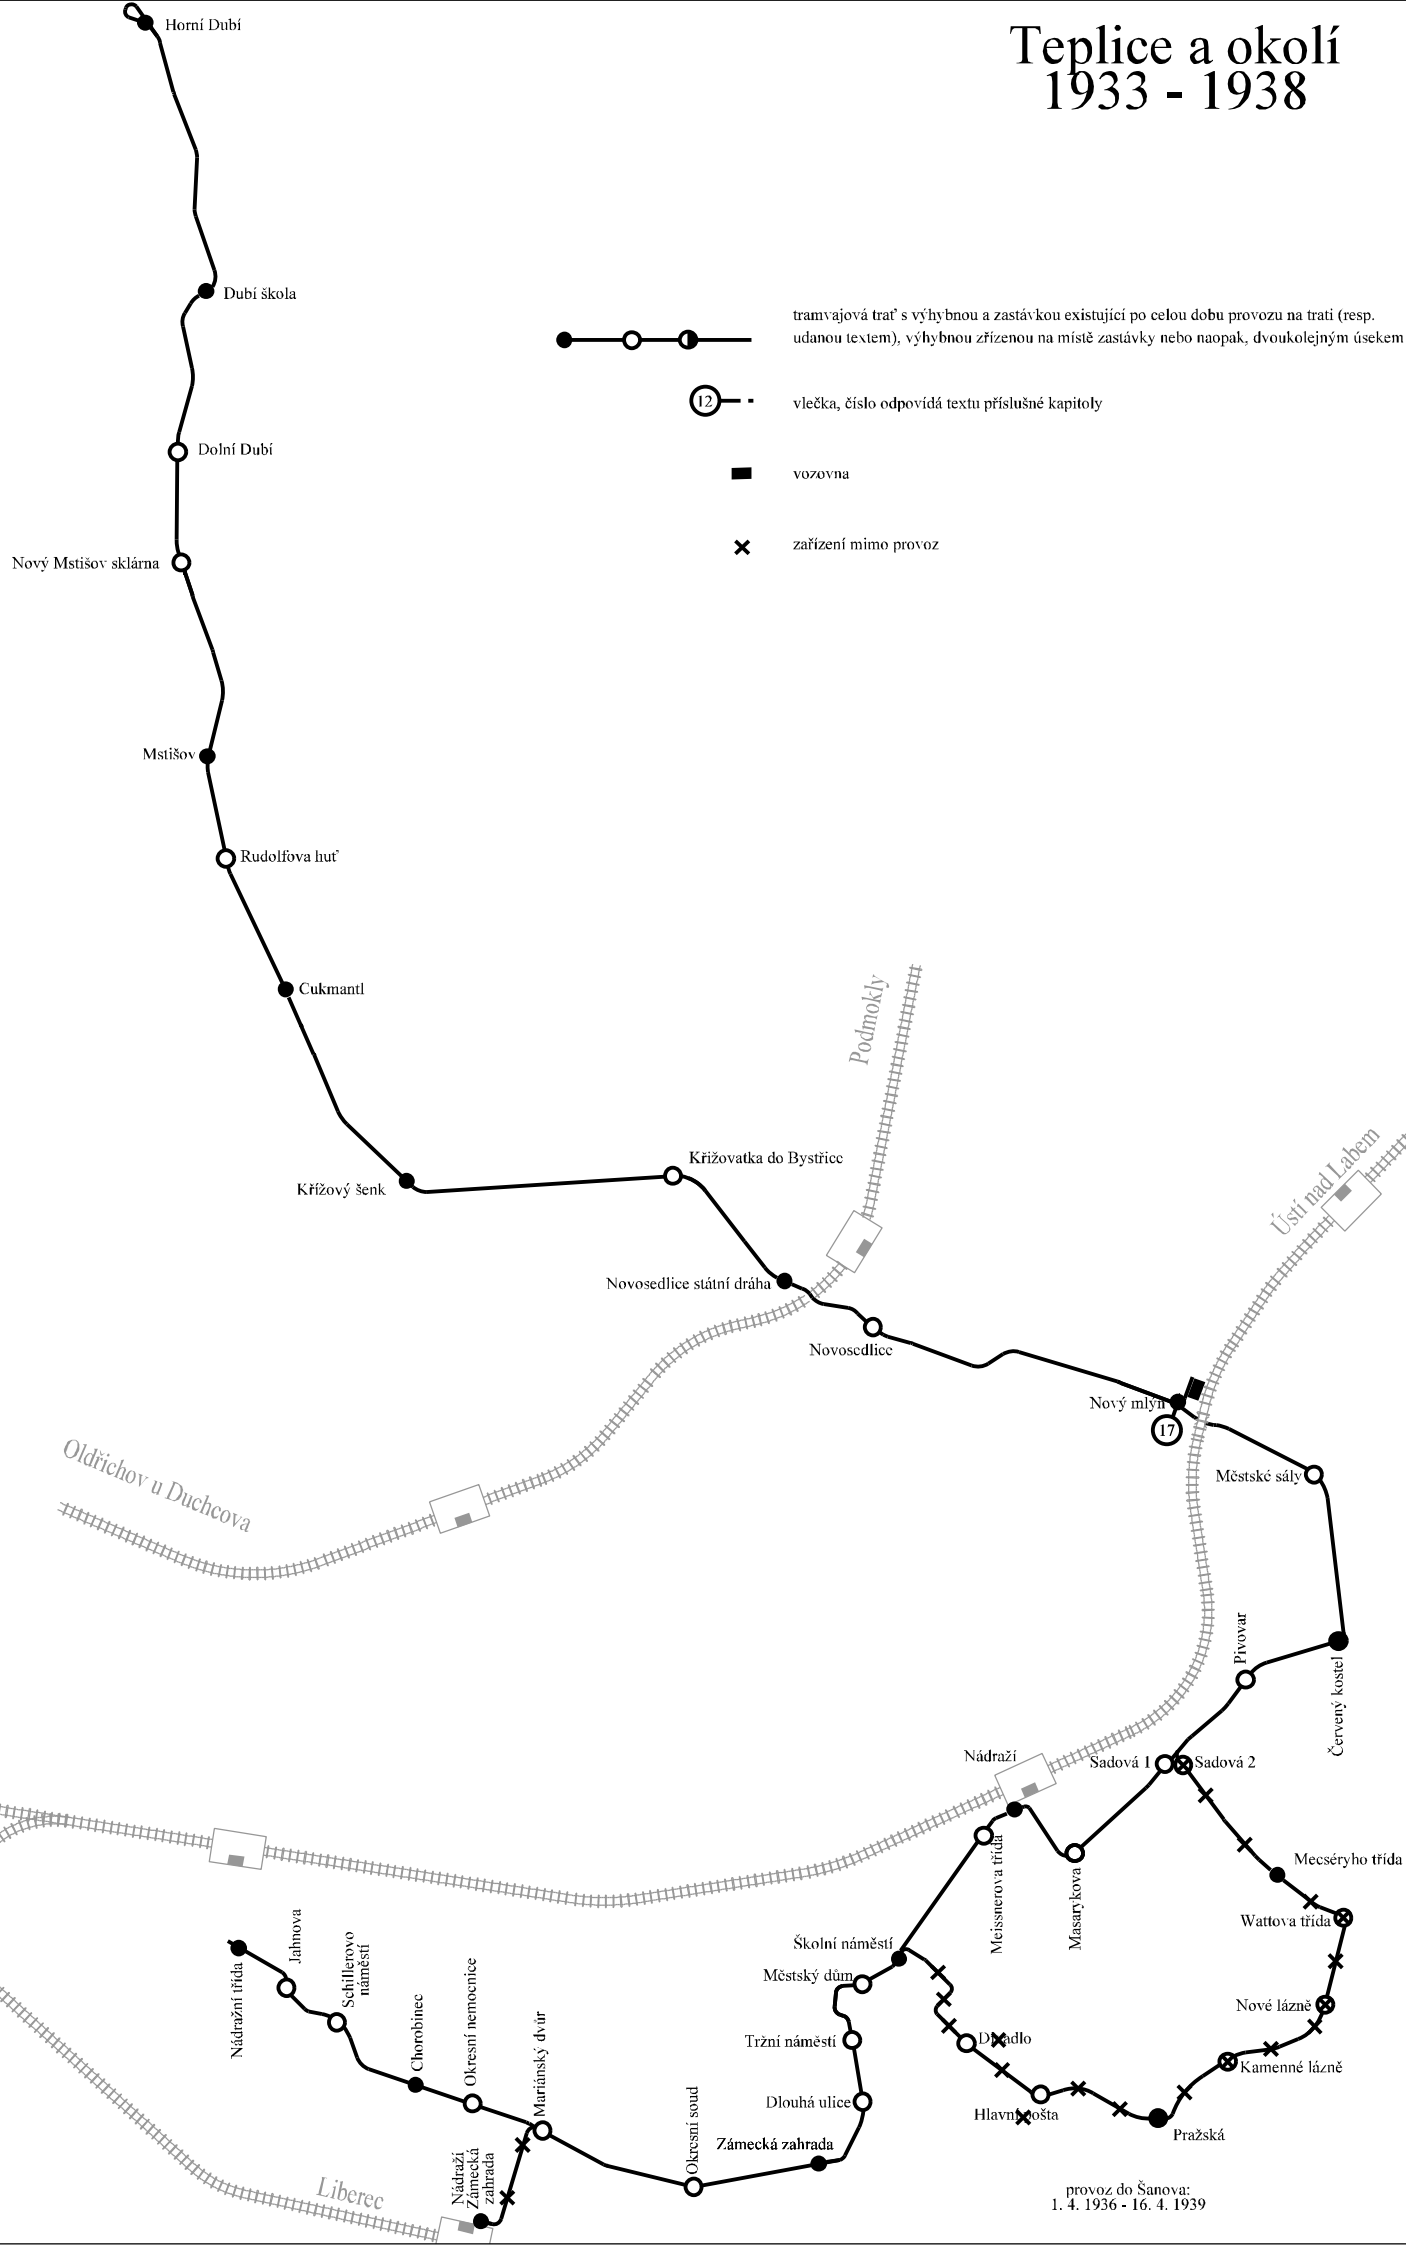 Teplice a okolí
1933 - 1938
Horní Dubí
Dubí škola
tramvajová trať s výhybnou a zastávkou existující po celou dobu provozu na trati (resp.
udanou textem), výhybnou zřízenou na místě zastávky nebo naopak, dvoukolejným úsekem
12
vlečka, číslo odpovídá textu příslušné kapitoly
Dolní Dubí
vozovna
zařízení mimo provoz
Nový Mstišov sklárna
Mstišov
Rudolfova huť
Cukmantl
Podmokly
Křižovatka do Bystřice
Křížový šenk
Ústí nad Labem
Novosedlice státní dráha
Novosedlice
Nový mlýn
17
Oldřichov u Duchcova
Městské sály
Pivovar
Červený kostel
Nádraží
Sadová 1
Sadová 2
Meissnerova třída
Masarykova
Mecséryho třída
Wattova třída
Školní náměstí
Městský dům
Nádražní třída
Jahnova
Schillerovo
náměstí
Chorobinec
Okresní nemocnice
Mariánský dvůr
Nové lázně
Tržní náměstí
Divadlo
Kamenné lázně
Dlouhá ulice
Hlavní pošta
Pražská
Okresní soud
Zámecká zahrada
Nádraží
Zámecká
zahrada
Liberec
provoz do Šanova:
1. 4. 1936 - 16. 4. 1939